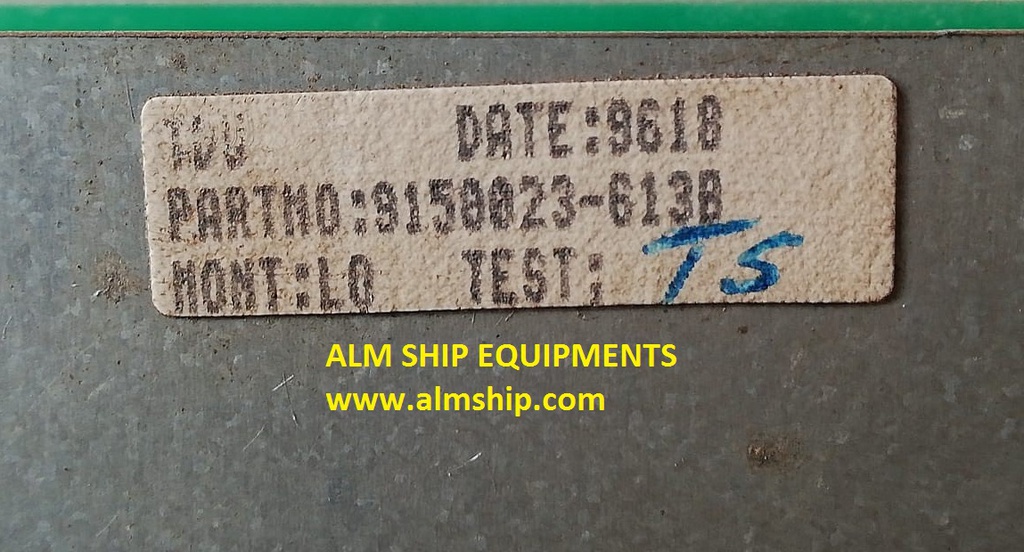 DATE:9618
PARTNO:9150023-613B
MONT:LO TEST: TS
ALM SHIP EQUIPMENTS
www.almship.com